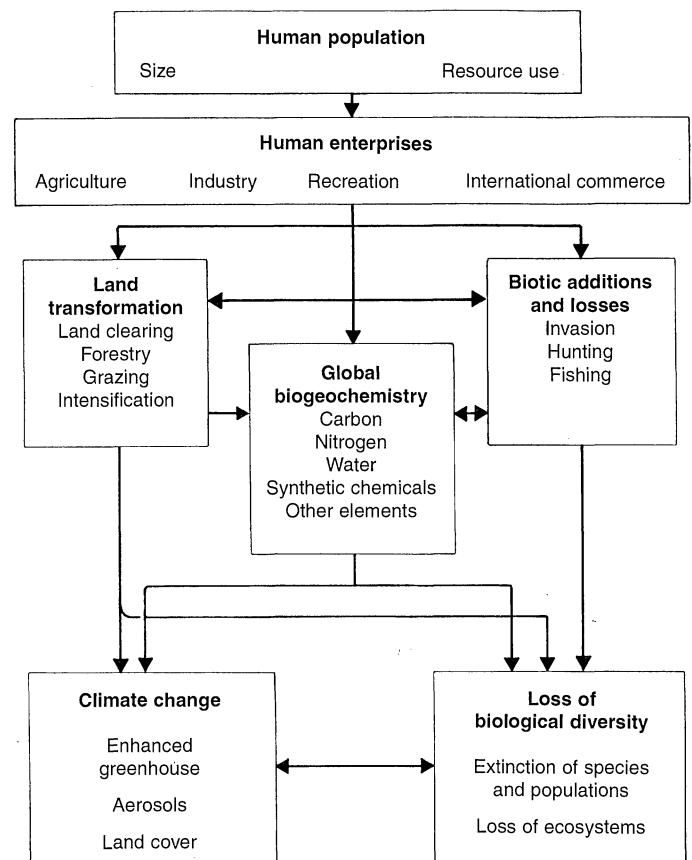 Human population
Size Resource use
Human enterprises
Agriculture Industry Recreation International commerce
Land
transformation
Land clearing
Forestry
Grazing
Intensification
Biotic additions
and losses
Invasion
Hunting
Fishing
Global
biogeochemistry
Carbon
Nitrogen
Water
Synthetic chemicals
Other elements
Climate change
Enhanced
greenhouse
Aerosols
Land cover
Loss of
biological diversity
Extinction of species
and populations
Loss of ecosystems